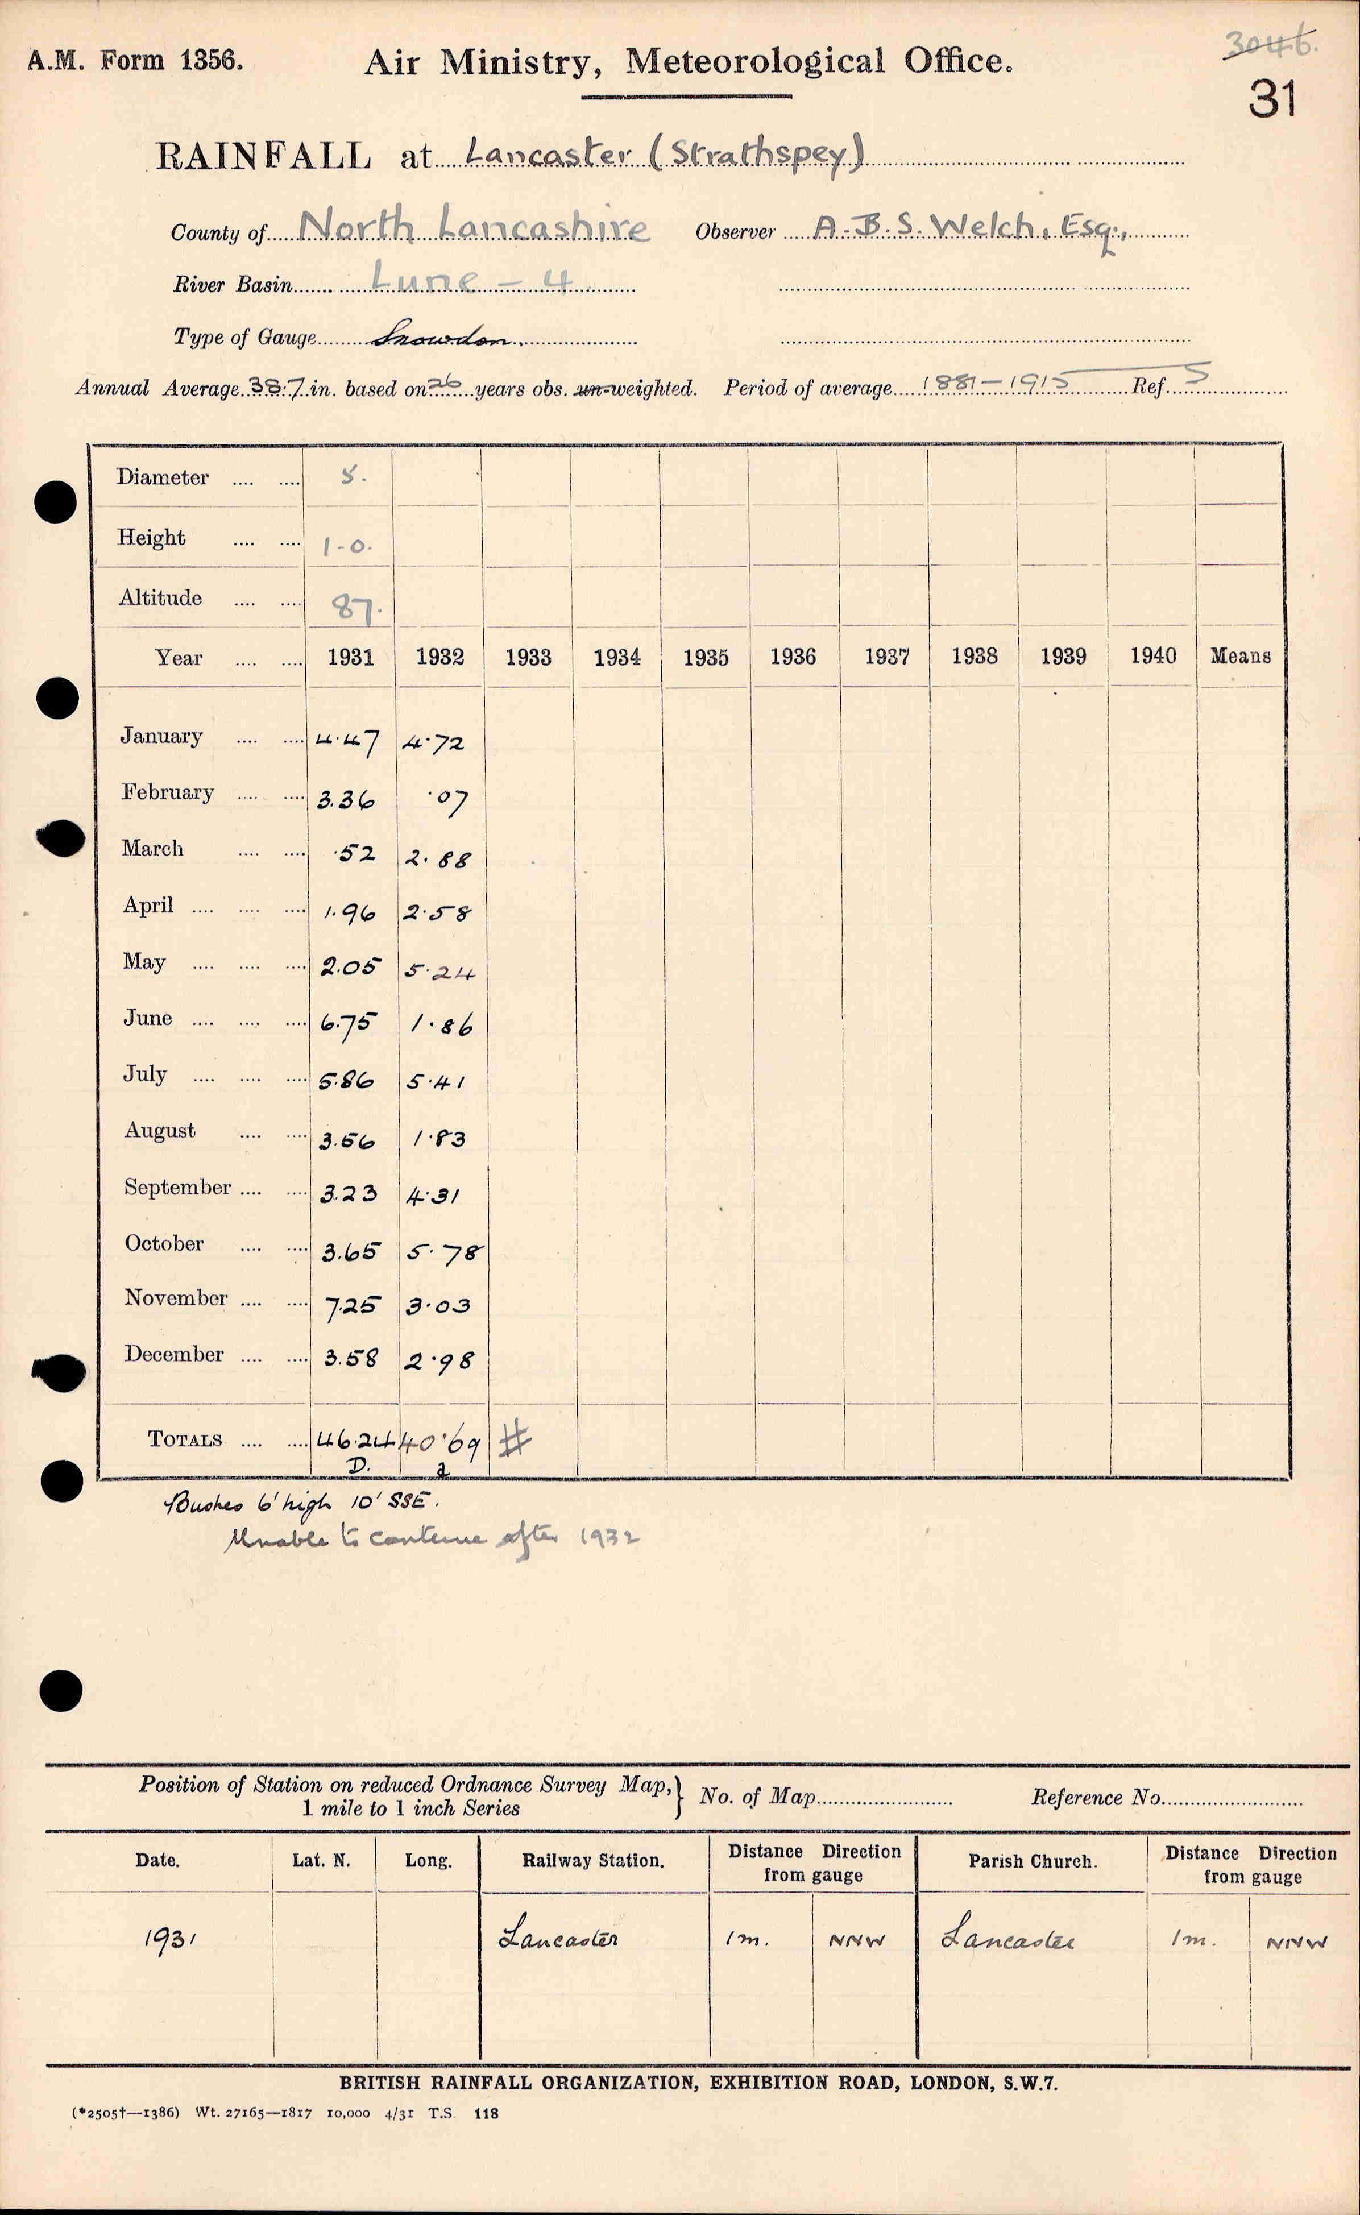 3046.
A.M. Form 1356.
Air Ministry, Meteorological Office.
31
RAINFALL at Lancaster (Strathspey)
County of North Lancashire Observer A.B.S. Welch, Esq.,
River Basin Lune – 4
Type of Gauge Snowdon.
Annual Average 38.7 in. based on 26 years obs. un-weighted. Period of average 1881–1915 Ref. 5
Diameter .... .... 5.
Height .... .... 1-0.
Altitude .... .... 87.
Year .... .... 1931 1932 1933 1934 1935 1936 1937 1938 1939 1940 Means
January .... .... 4.47 4.72
February .... .... 3.36 .07
March .... .... .52 2.88
April .... .... .... 1.96 2.58
May .... .... .... 2.05 5.24
June .... .... .... 6.75 1.86
July .... .... .... 5.86 5.41
August .... .... 3.56 1.83
September .... .... 3.23 4.31
October .... .... 3.65 5.78
November .... .... 7.25 3.03
December .... .... 3.58 2.98
TOTALS .... .... 46.24 40.69 #
D. a
Bushes 6' high 10' SSE.
Unable to continue after 1932
Position of Station on reduced Ordnance Survey Map, } No. of Map Reference No.
1 mile to 1 inch Series
Date. Lat. N. Long. Railway Station. Distance Direction from gauge Parish Church. Distance Direction from gauge
1931 Lancaster 1m. NNW Lancaster 1m. NNW
BRITISH RAINFALL ORGANIZATION, EXHIBITION ROAD, LONDON, S.W.7.
(*2505†—1386) Wt. 27165—1817 10,000 4/31 T.S. 118